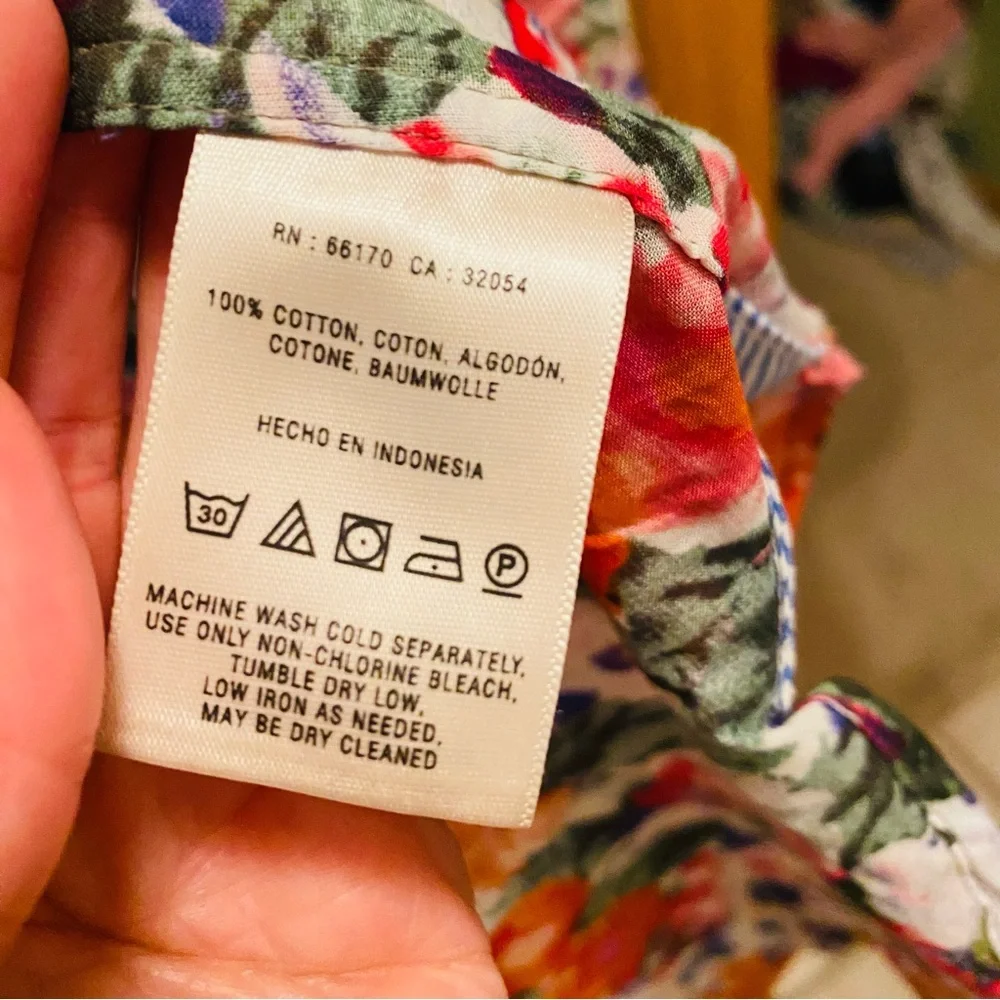 RN : 66170 CA : 32054
100% COTTON, COTON, ALGODÓN,
COTONE, BAUMWOLLE
HECHO EN INDONESIA
30 P
MACHINE WASH COLD SEPARATELY,
USE ONLY NON-CHLORINE BLEACH,
TUMBLE DRY LOW,
LOW IRON AS NEEDED,
MAY BE DRY CLEANED